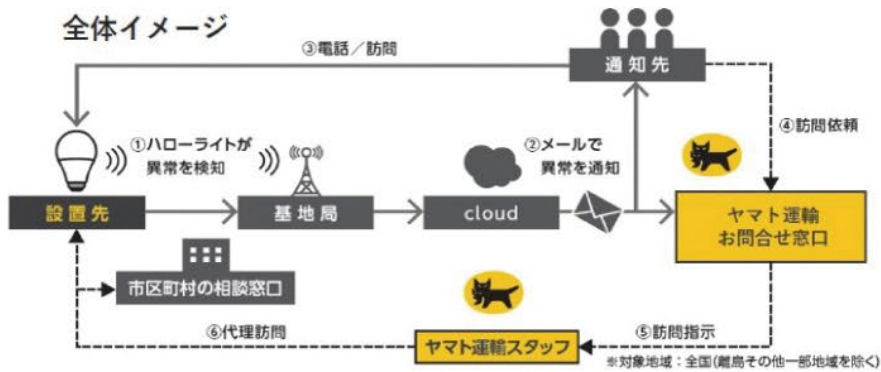 全体イメージ
③電話／訪問
通知先
①ハローライトが
異常を検知
②メールで
異常を通知
④訪問依頼
設置先
基地局
cloud
ヤマト運輸
お問合せ窓口
市区町村の相談窓口
⑥代理訪問
ヤマト運輸スタッフ
⑤訪問指示
※対象地域：全国(離島その他一部地域を除く)